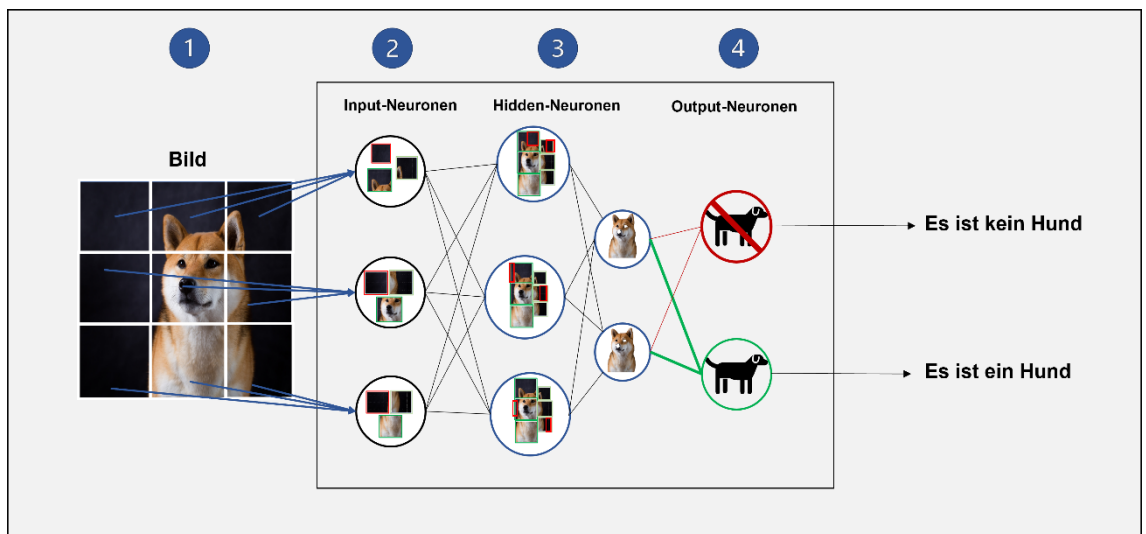 1
2
3
4
Input-Neuronen
Hidden-Neuronen
Output-Neuronen
Bild
Es ist kein Hund
Es ist ein Hund